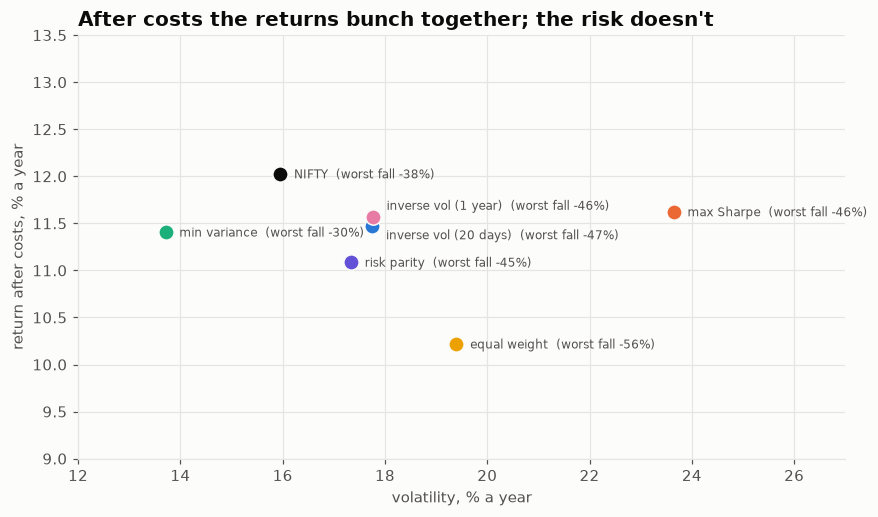 After costs the returns bunch together; the risk doesn't
13.5
13.0
12.5
12.0
11.5
11.0
10.5
10.0
9.5
9.0
return after costs, % a year
NIFTY (worst fall -38%)
inverse vol (1 year) (worst fall -46%)
max Sharpe (worst fall -46%)
min variance (worst fall -30%)
inverse vol (20 days) (worst fall -47%)
risk parity (worst fall -45%)
equal weight (worst fall -56%)
12 14 16 18 20 22 24 26
volatility, % a year